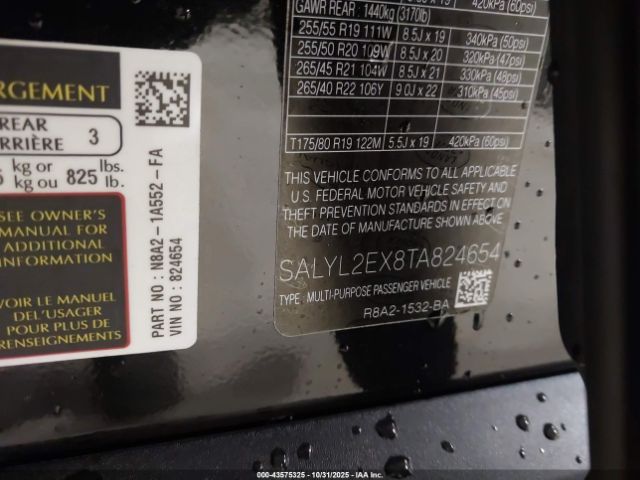 RGEMENT
REAR
RRIÈRE 3
kg or lbs.
kg ou 825 lb.
SEE OWNER'S
MANUAL FOR
ADDITIONAL
INFORMATION
VOIR LE MANUEL
DEL'USAGER
POUR PLUS DE
RENSEIGNEMENTS
PART NO : N8A2-1A552-FA
VIN NO : 824654
420kPa (60psi)
GAWR REAR : 1440kg (3170lb)
255/55 R19 111W 8.5J x 19 340kPa (50psi)
255/50 R20 109W 8.5J x 20 320kPa (47psi)
265/45 R21 104W 8.5J x 21 330kPa (48psi)
265/40 R22 106Y 9.0J x 22 310kPa (45psi)
T175/80 R19 122M 5.5J x 19 420kPa (60psi)
THIS VEHICLE CONFORMS TO ALL APPLICABLE
U.S. FEDERAL MOTOR VEHICLE SAFETY AND
THEFT PREVENTION STANDARDS IN EFFECT ON
THE DATE OF MANUFACTURE SHOWN ABOVE.
SALYL2EX8TA824654
TYPE : MULTI-PURPOSE PASSENGER VEHICLE
R8A2-1532-BA
000-43575325 | 10/31/2025 - IAA Inc.